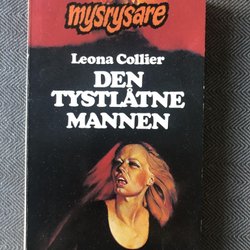 mysrysare
Leona Collier
DEN
TYSTLÅTNE
MANNEN